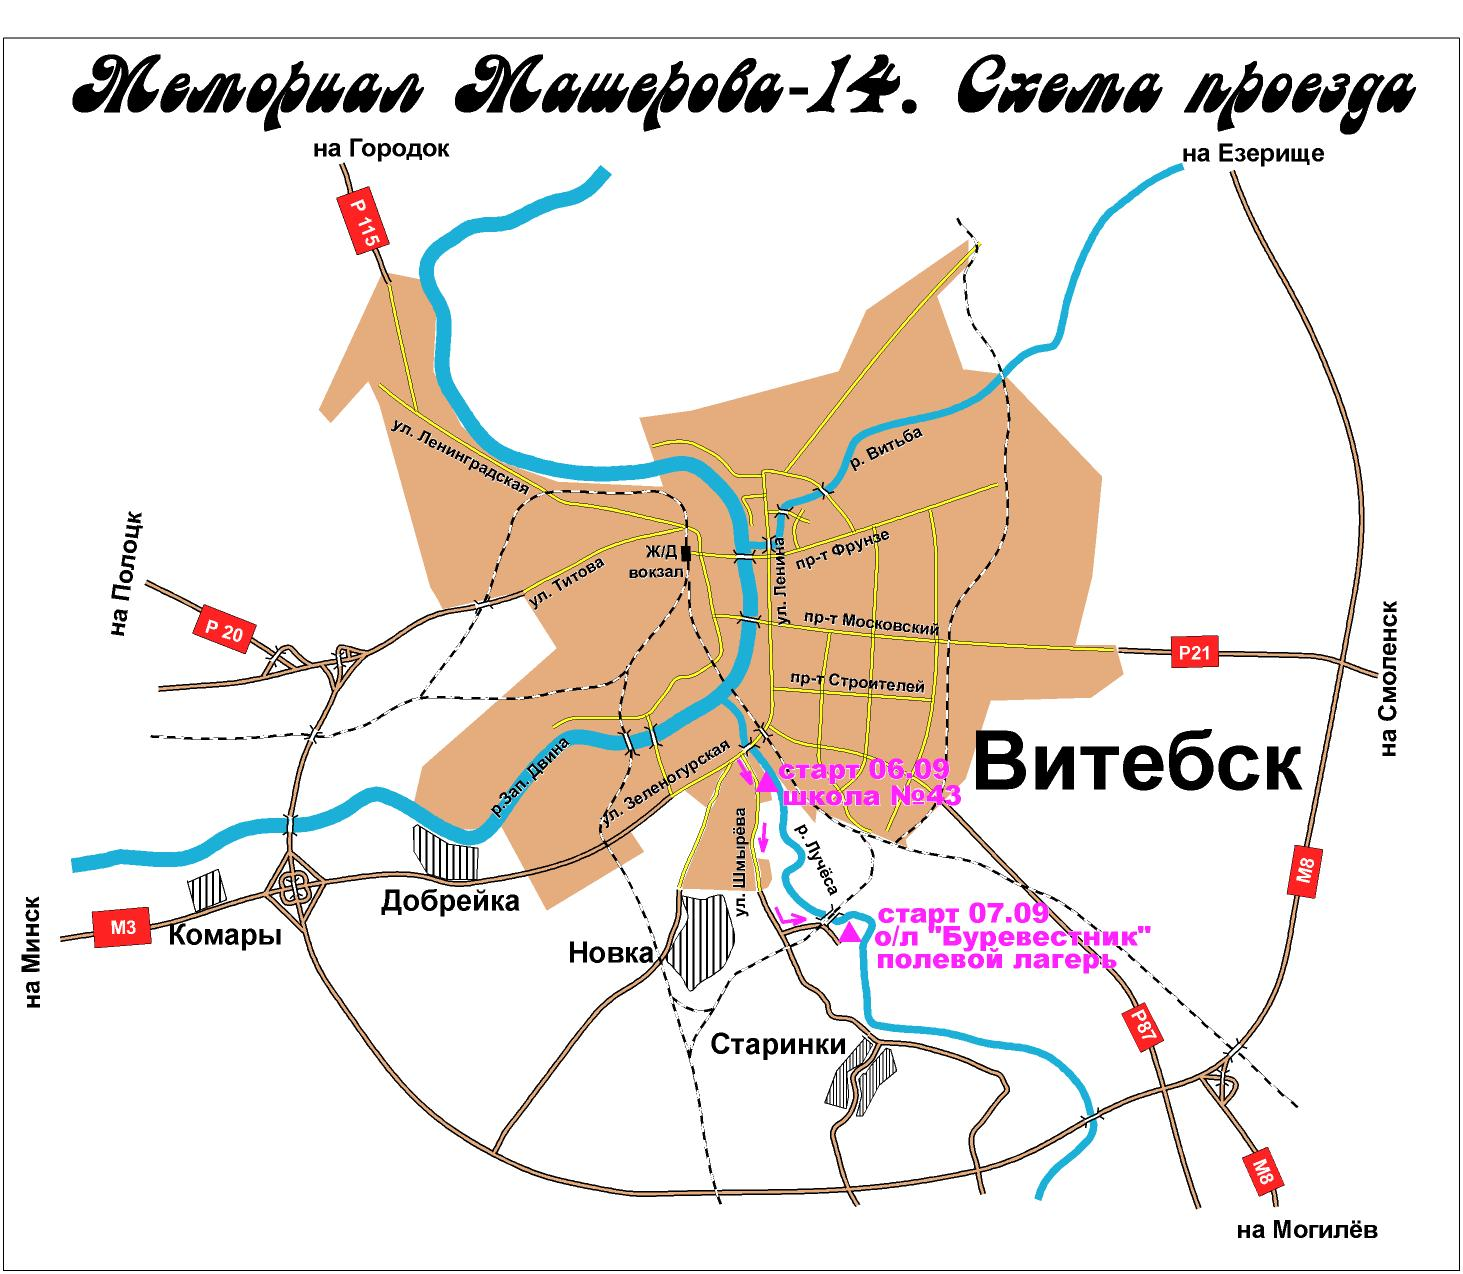 Мемориал Машерова-14. Схема проезда
на Городок
на Езерище
Р 115
ул. Ленинградская
р. Витьба
на Полоцк
Р 20
ул. Титова
Ж/Д
вокзал
ул. Ленина
пр-т Фрунзе
пр-т Московский
Р21
на Смоленск
пр-т Строителей
Витебск
р.Зап. Двина
ул. Зеленогурская
старт 06.09
школа №43
ул. Шмырёва
р. Лучёса
М8
Добрейка
Комары
М3
на Минск
Новка
старт 07.09
о/л "Буревестник"
полевой лагерь
Старинки
Р87
М8
на Могилёв